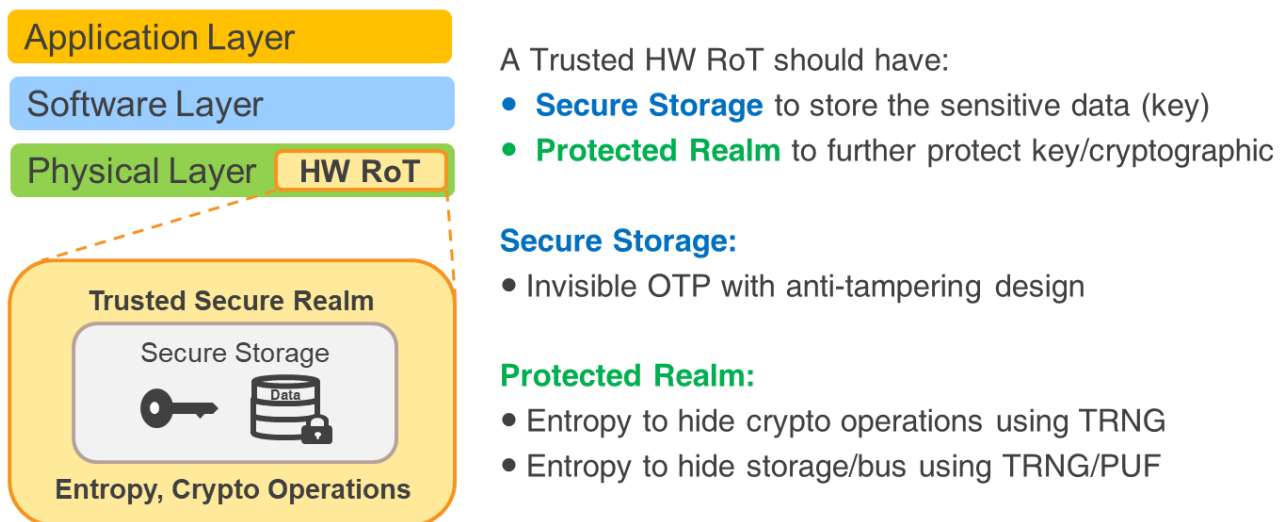 Application Layer
Software Layer
Physical Layer
HW RoT
Trusted Secure Realm
Secure Storage
Data
Entropy, Crypto Operations
A Trusted HW RoT should have:
• Secure Storage to store the sensitive data (key)
• Protected Realm to further protect key/cryptographic
Secure Storage:
• Invisible OTP with anti-tampering design
Protected Realm:
• Entropy to hide crypto operations using TRNG
• Entropy to hide storage/bus using TRNG/PUF